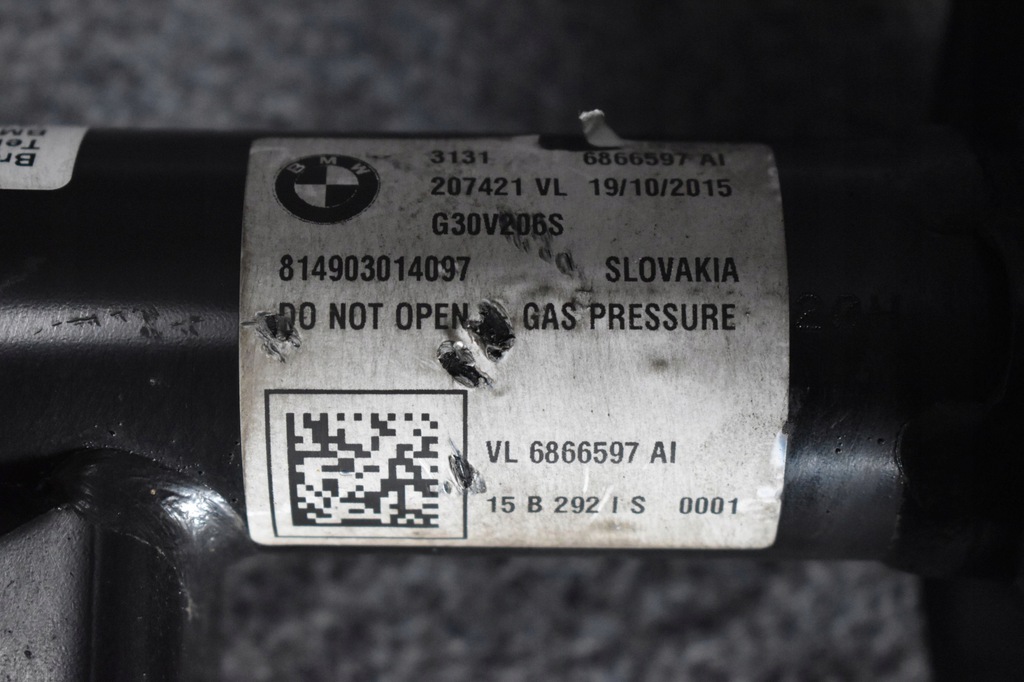 BMW
3131 6866597 AI
207421 VL 19/10/2015
G30V206S
814903014097 SLOVAKIA
DO NOT OPEN GAS PRESSURE
VL 6866597 AI
15 B 292 I S 0001